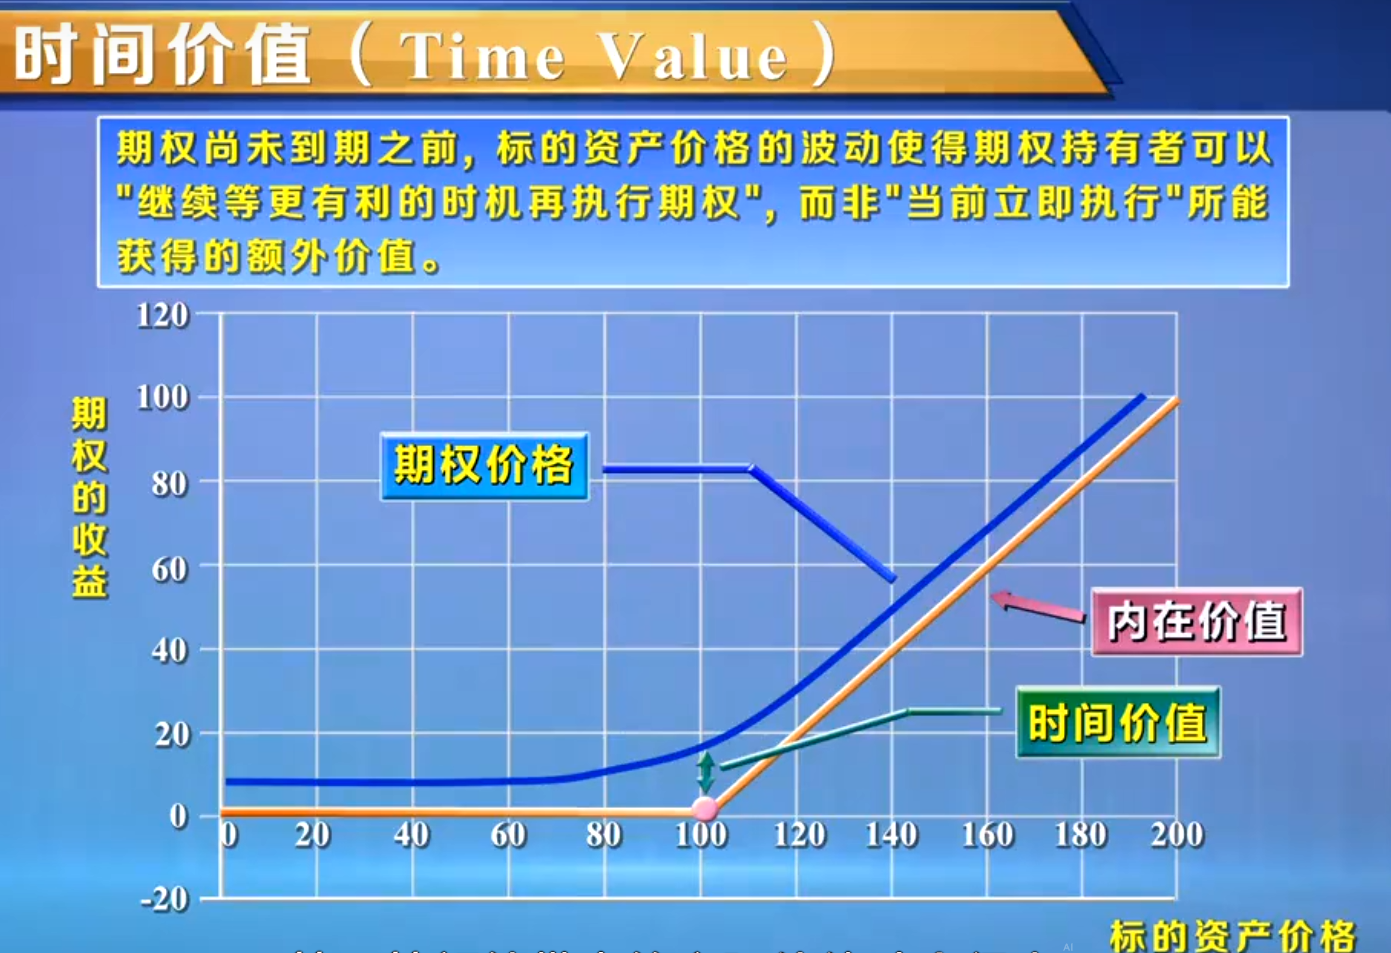 时间价值（Time Value）
期权尚未到期之前，标的资产价格的波动使得期权持有者可以
"继续等更有利的时机再执行期权"，而非"当前立即执行"所能
获得的额外价值。
120
100
80
60
40
20
0
-20
期权的收益
期权价格
内在价值
时间价值
0 20 40 60 80 100 120 140 160 180 200
标的资产价格
AI